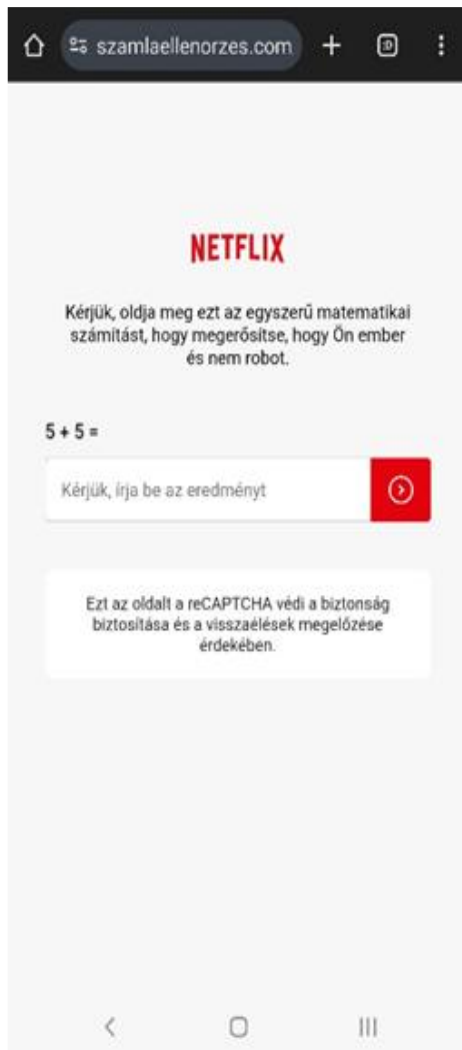 szamlaellenorzes.com
:D
NETFLIX
Kérjük, oldja meg ezt az egyszerű matematikai
számítást, hogy megerősítse, hogy Ön ember
és nem robot.
5 + 5 =
Kérjük, írja be az eredményt
Ezt az oldalt a reCAPTCHA védi a biztonság
biztosítása és a visszaélések megelőzése
érdekében.